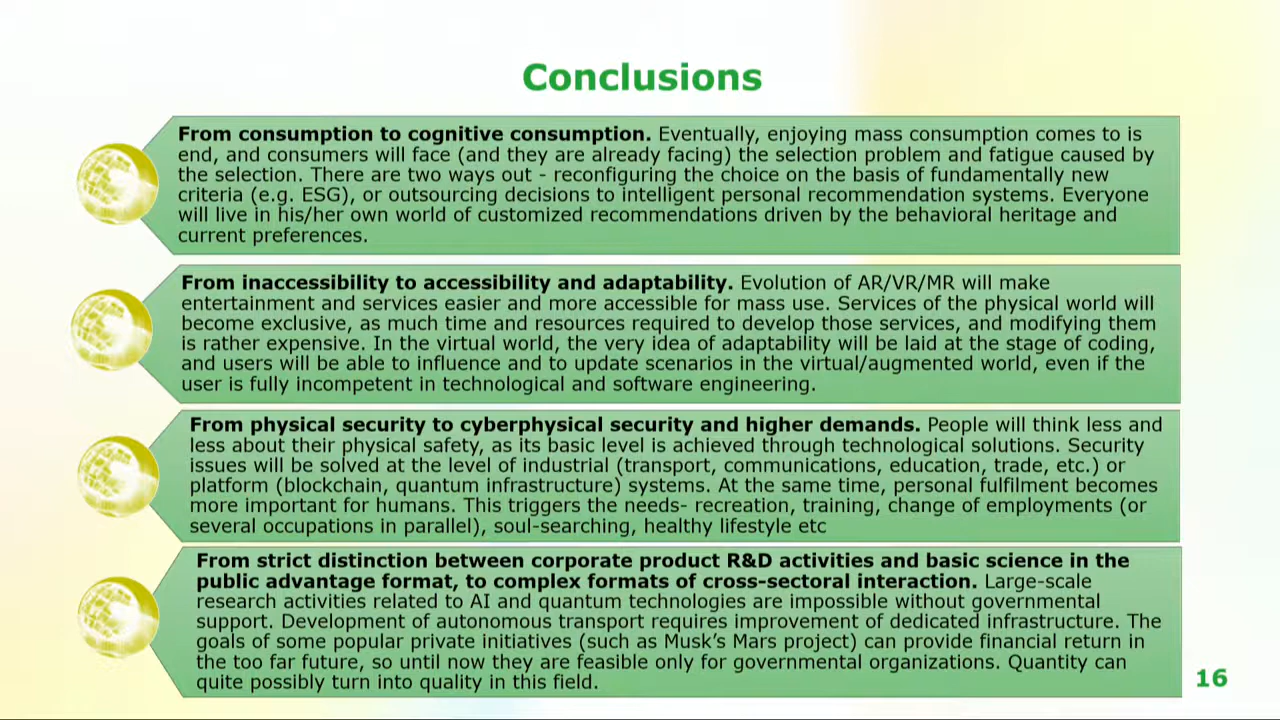 Conclusions
From consumption to cognitive consumption. Eventually, enjoying mass consumption comes to is
end, and consumers will face (and they are already facing) the selection problem and fatigue caused by
the selection. There are two ways out - reconfiguring the choice on the basis of fundamentally new
criteria (e.g. ESG), or outsourcing decisions to intelligent personal recommendation systems. Everyone
will live in his/her own world of customized recommendations driven by the behavioral heritage and
current preferences.
From inaccessibility to accessibility and adaptability. Evolution of AR/VR/MR will make
entertainment and services easier and more accessible for mass use. Services of the physical world will
become exclusive, as much time and resources required to develop those services, and modifying them
is rather expensive. In the virtual world, the very idea of adaptability will be laid at the stage of coding,
and users will be able to influence and to update scenarios in the virtual/augmented world, even if the
user is fully incompetent in technological and software engineering.
From physical security to cyberphysical security and higher demands. People will think less and
less about their physical safety, as its basic level is achieved through technological solutions. Security
issues will be solved at the level of industrial (transport, communications, education, trade, etc.) or
platform (blockchain, quantum infrastructure) systems. At the same time, personal fulfilment becomes
more important for humans. This triggers the needs- recreation, training, change of employments (or
several occupations in parallel), soul-searching, healthy lifestyle etc
From strict distinction between corporate product R&D activities and basic science in the
public advantage format, to complex formats of cross-sectoral interaction. Large-scale
research activities related to AI and quantum technologies are impossible without governmental
support. Development of autonomous transport requires improvement of dedicated infrastructure. The
goals of some popular private initiatives (such as Musk's Mars project) can provide financial return in
the too far future, so until now they are feasible only for governmental organizations. Quantity can
quite possibly turn into quality in this field.
16